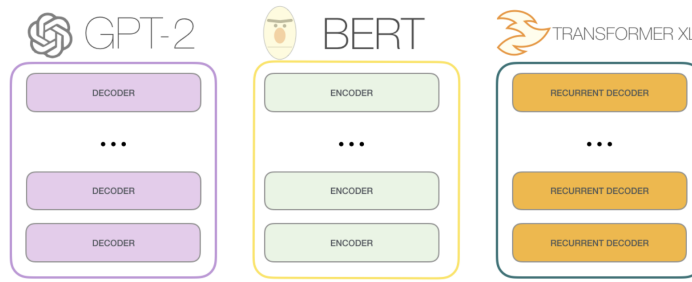 GPT-2
DECODER
...
DECODER
DECODER
BERT
ENCODER
...
ENCODER
ENCODER
TRANSFORMER XL
RECURRENT DECODER
...
RECURRENT DECODER
RECURRENT DECODER